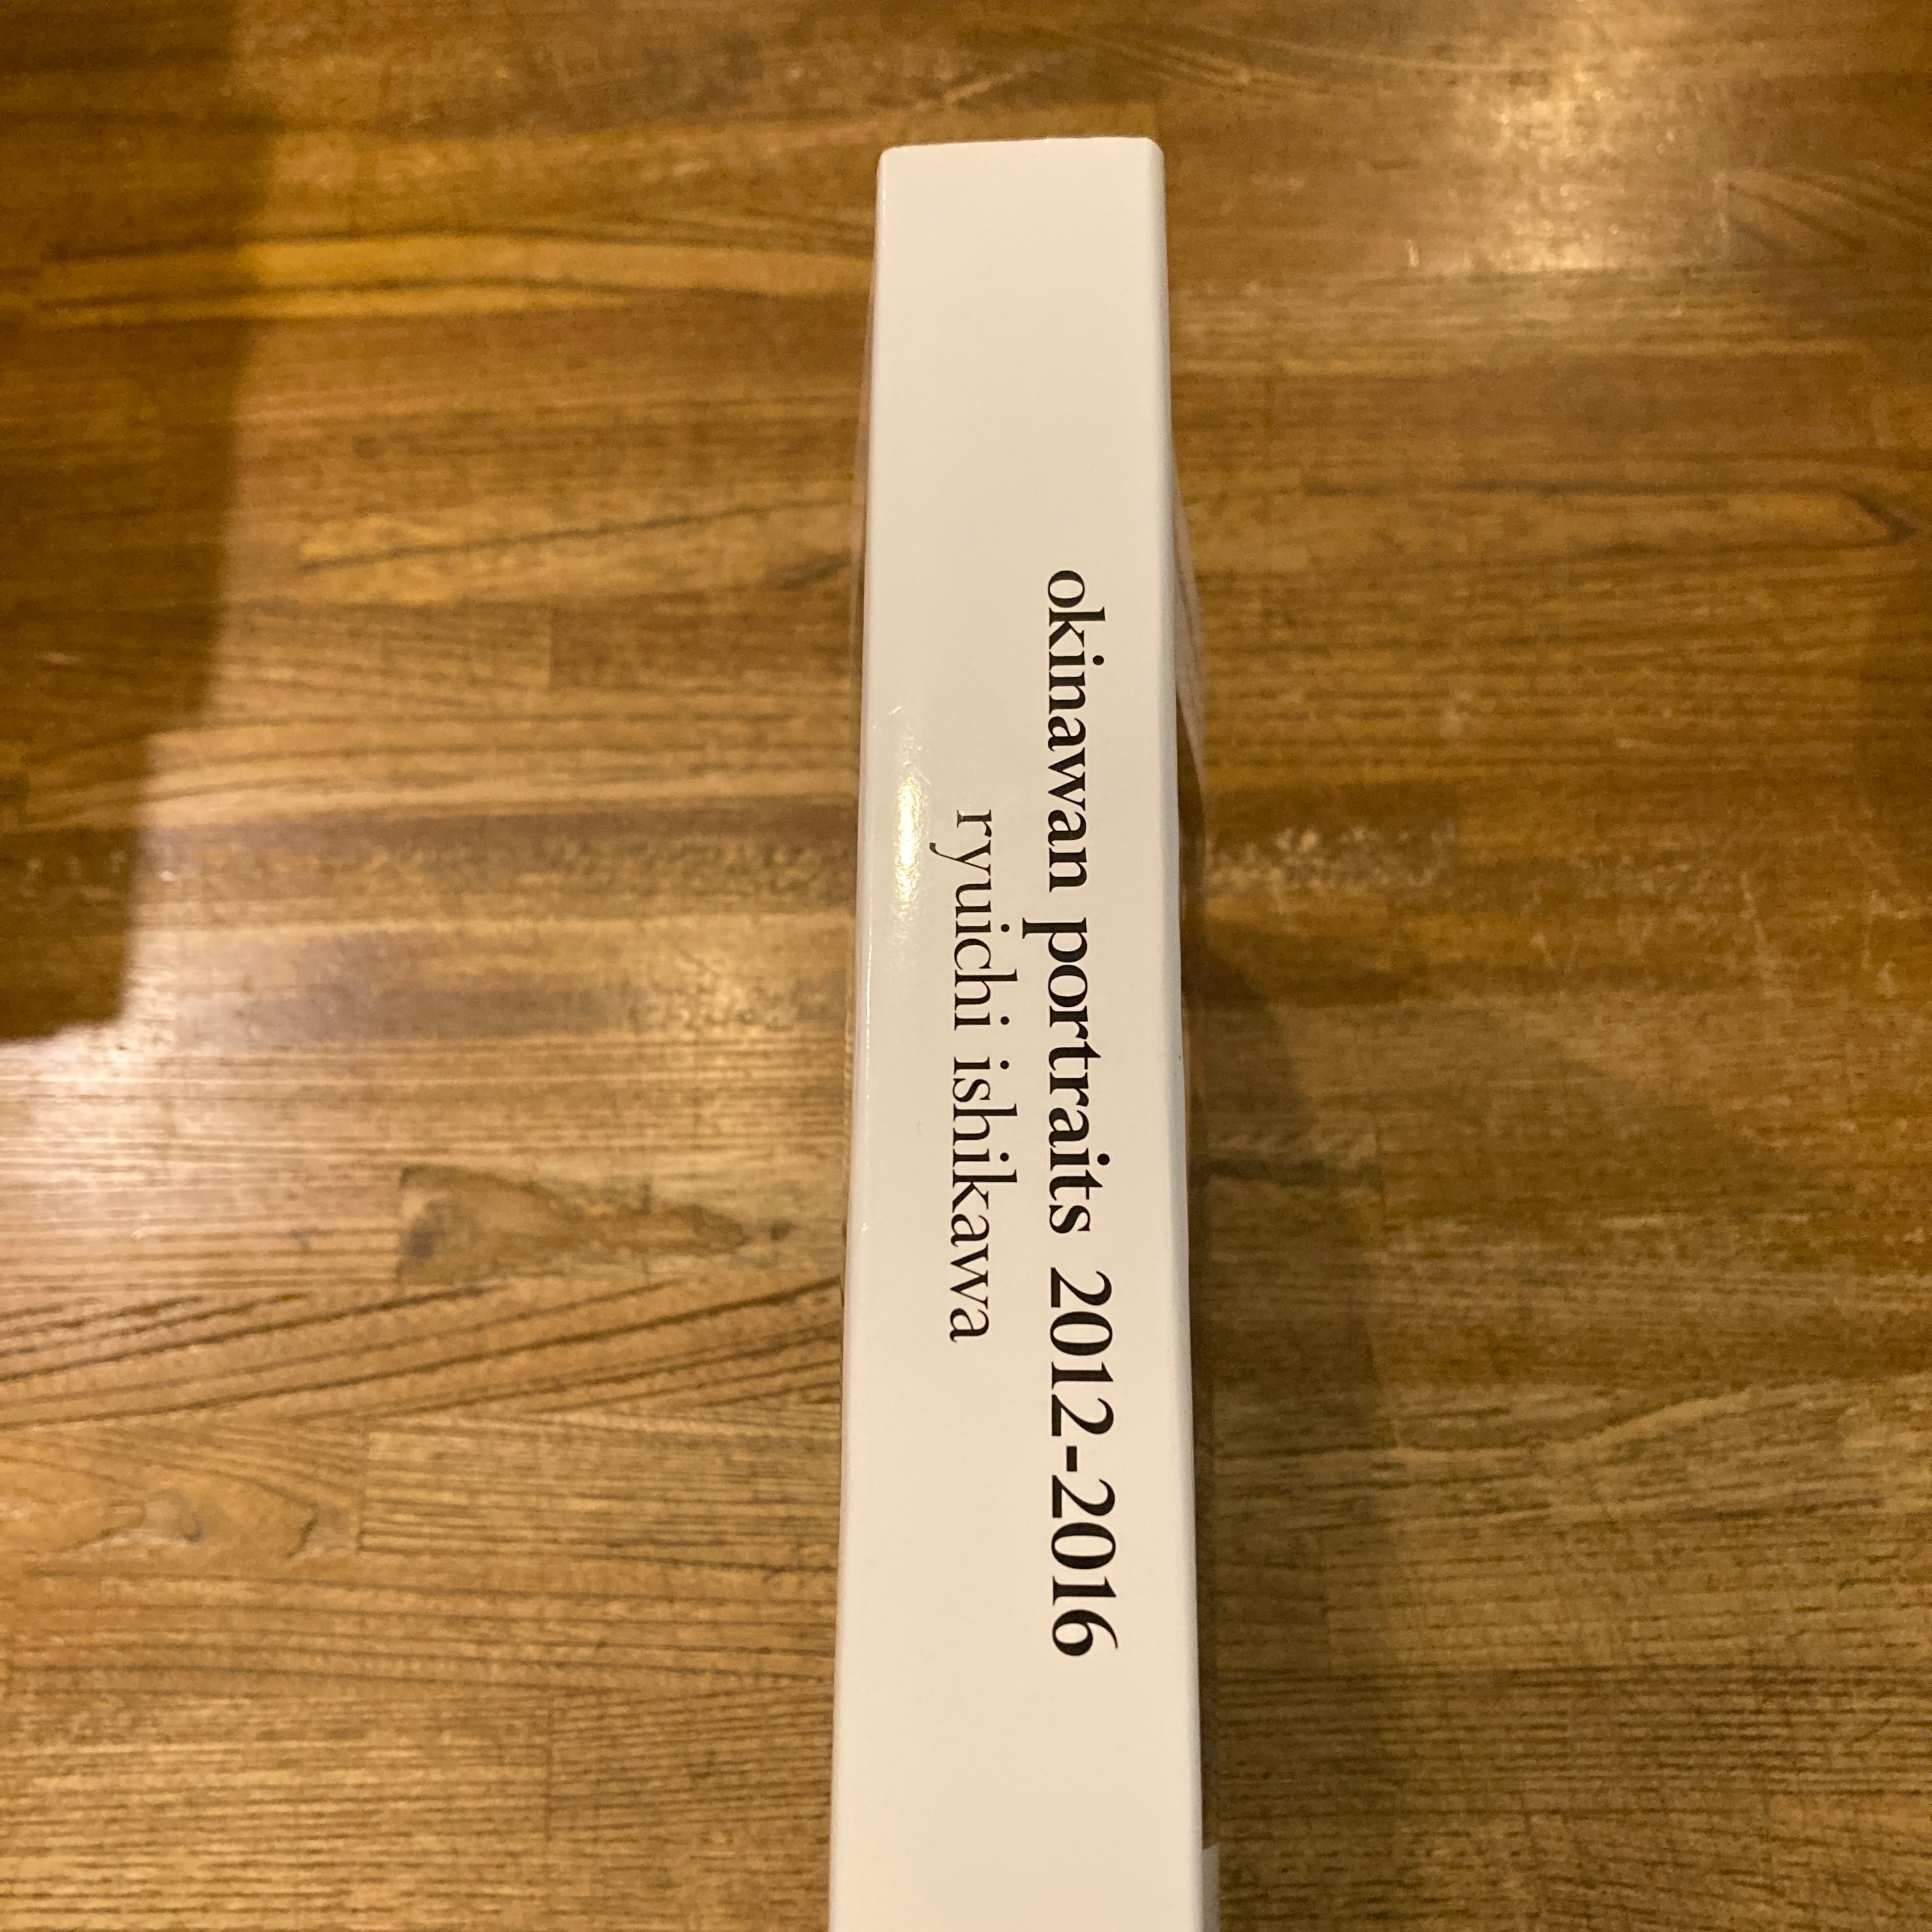 okinawan portraits 2012-2016
ryuichi ishikawa